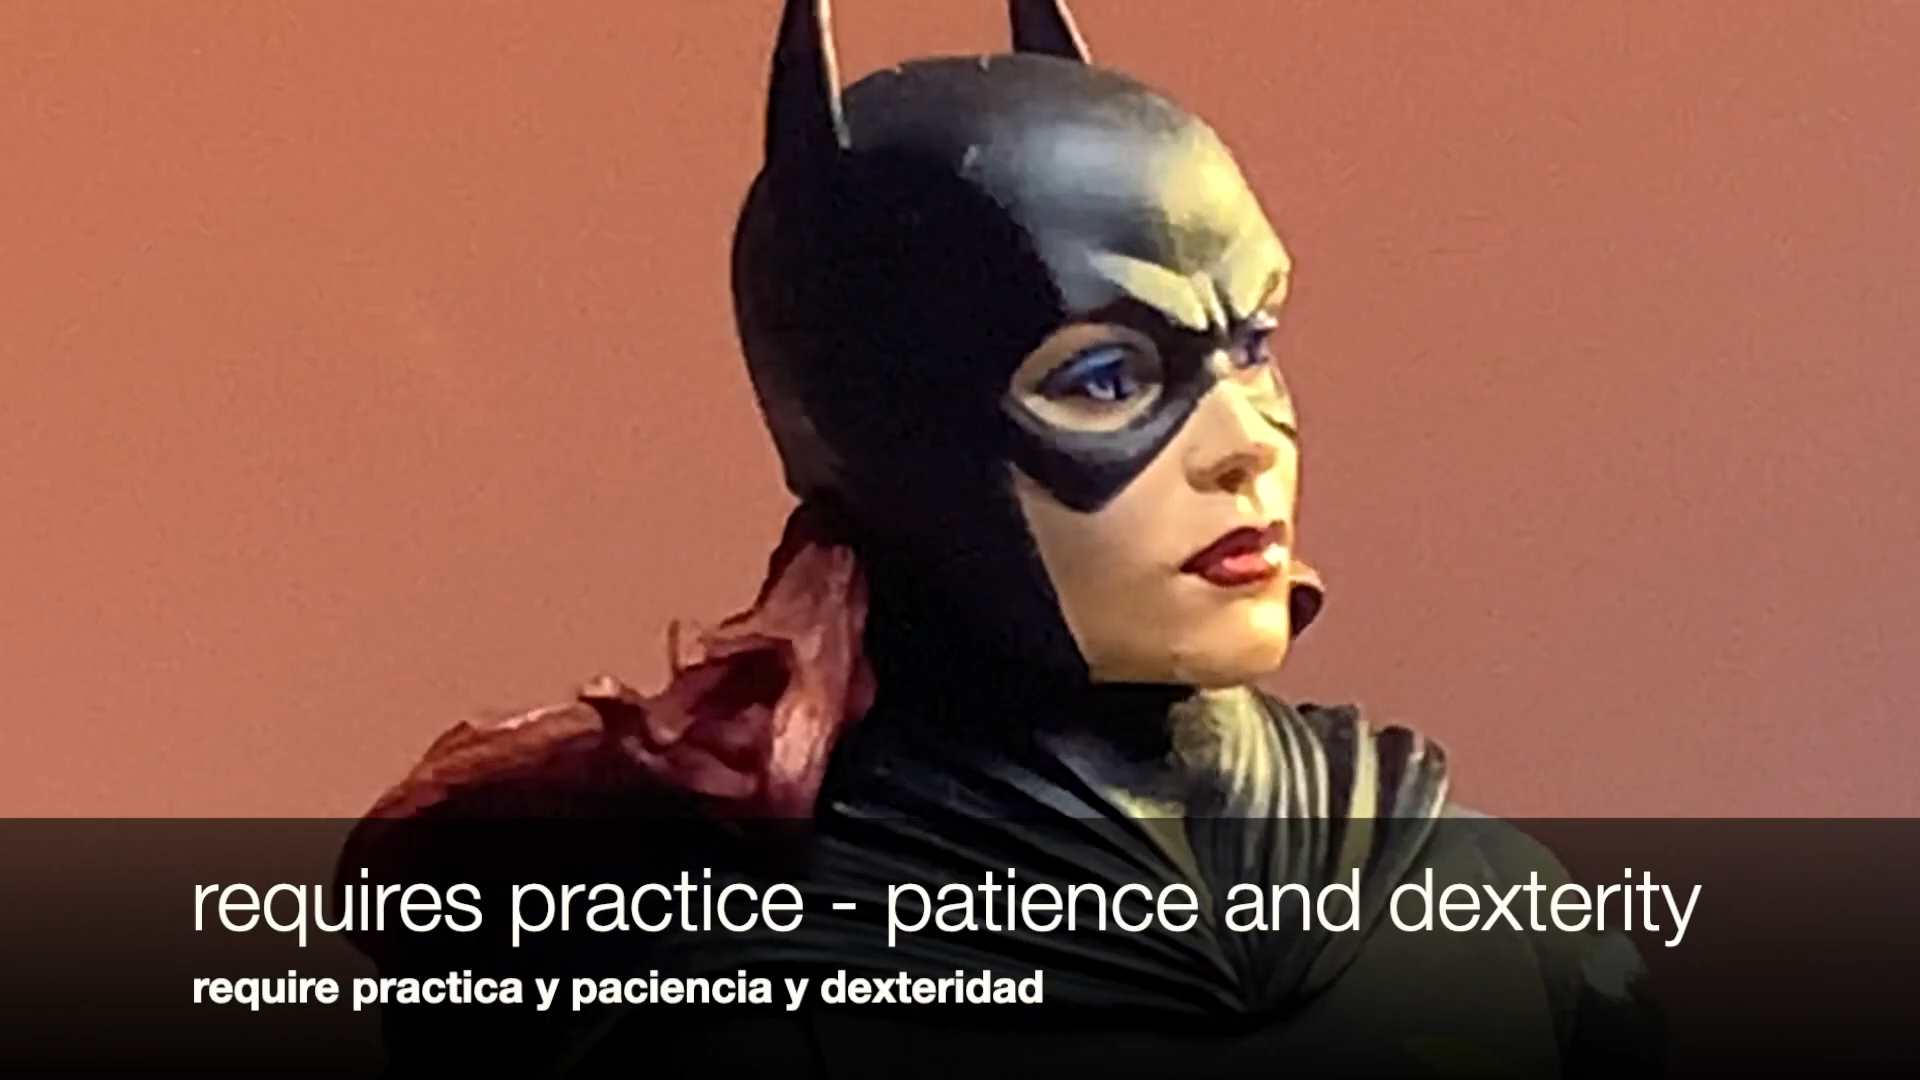 requires practice - patience and dexterity
require practica y paciencia y dexteridad